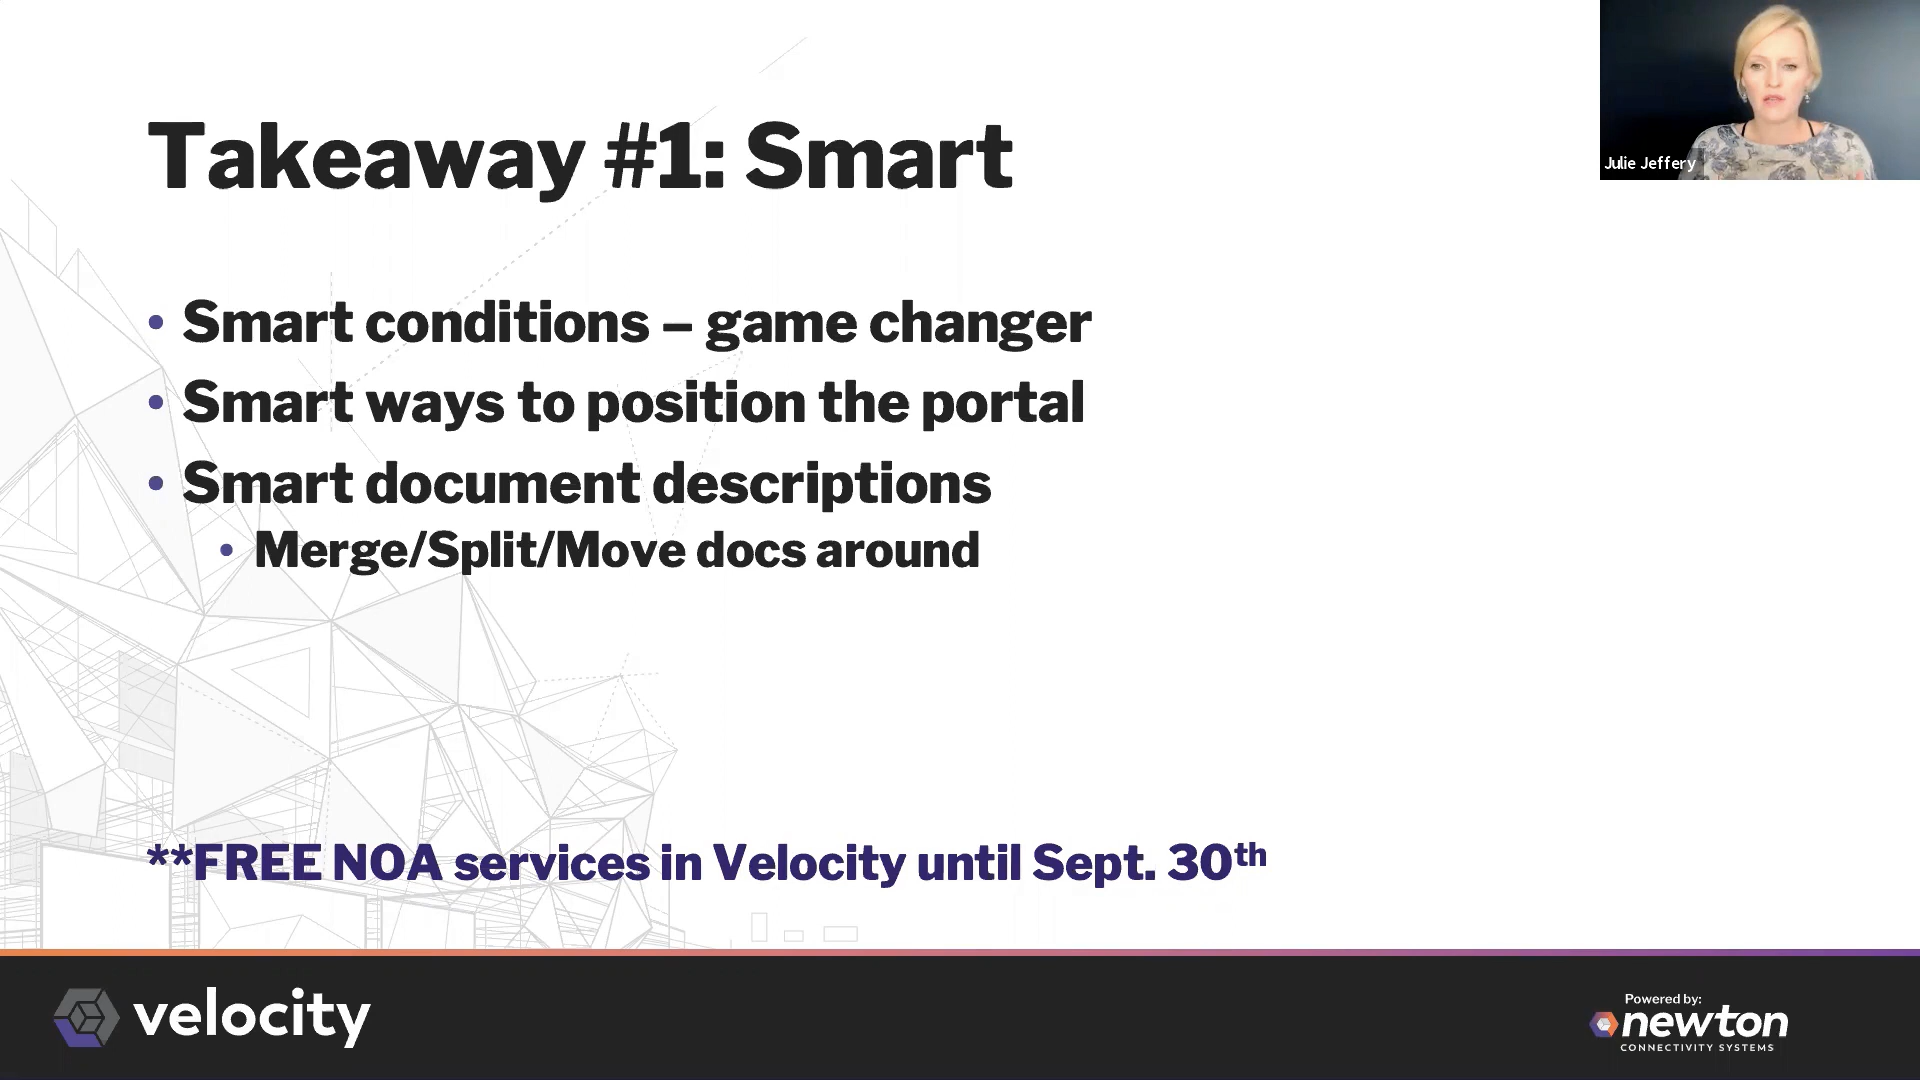 Takeaway #1: Smart
Julie Jeffery
• Smart conditions – game changer
• Smart ways to position the portal
• Smart document descriptions
• Merge/Split/Move docs around
**FREE NOA services in Velocity until Sept. 30th
velocity
Powered by:
newton
CONNECTIVITY SYSTEMS